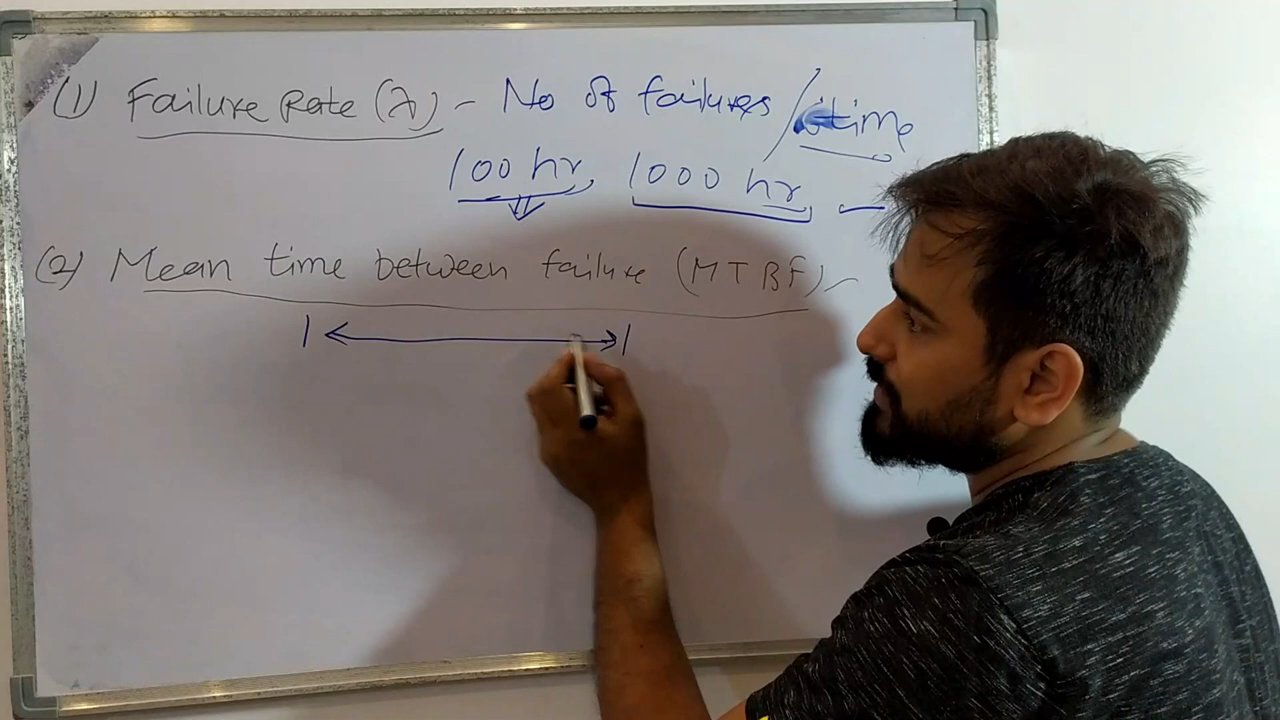 (1) Failure Rate (λ) - No of failures / time
100 hr, 1000 hr
(2) Mean time between failure (MTBF) -